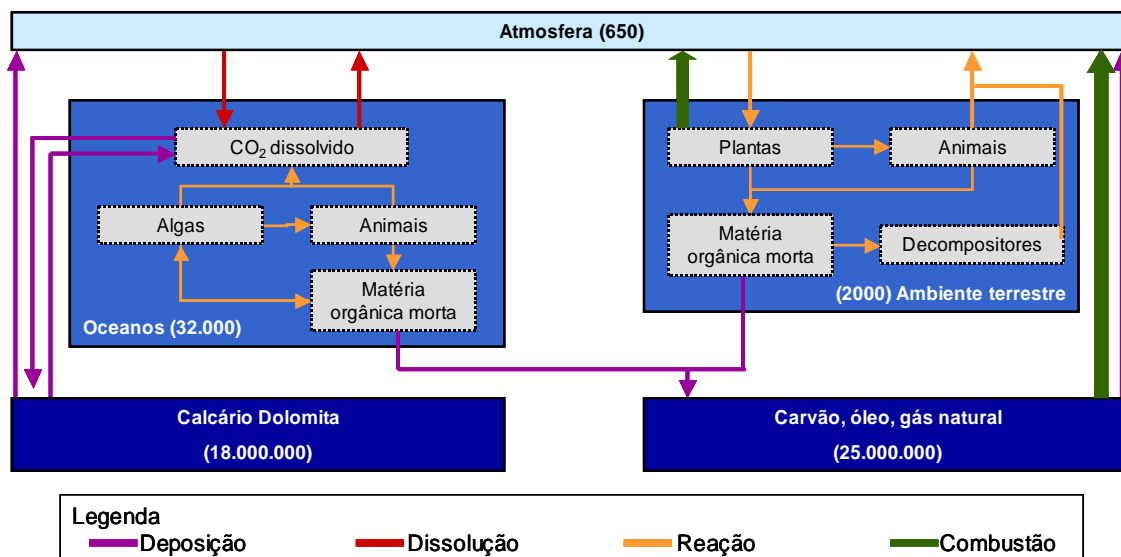 Atmosfera (650)
CO2 dissolvido
Algas
Animais
Matéria
orgânica morta
Oceanos (32.000)
Plantas
Animais
Matéria
orgânica morta
Decompositores
(2000) Ambiente terrestre
Calcário Dolomita
(18.000.000)
Carvão, óleo, gás natural
(25.000.000)
Legenda
Deposição
Dissolução
Reação
Combustão